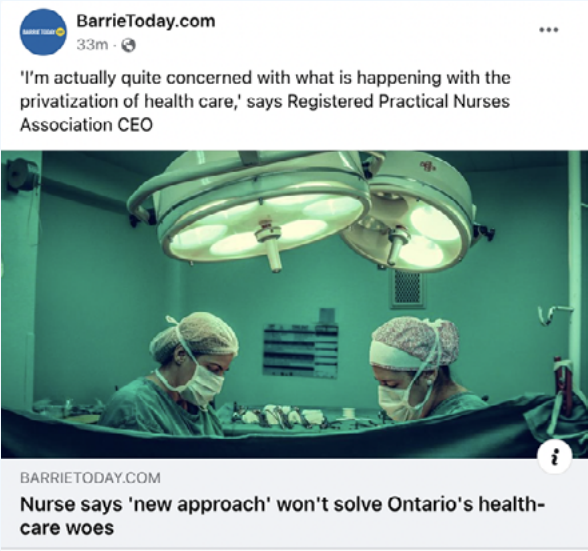 BarrieToday.com
33m
'I'm actually quite concerned with what is happening with the
privatization of health care,' says Registered Practical Nurses
Association CEO
BARRIETODAY.COM
Nurse says 'new approach' won't solve Ontario's health-
care woes